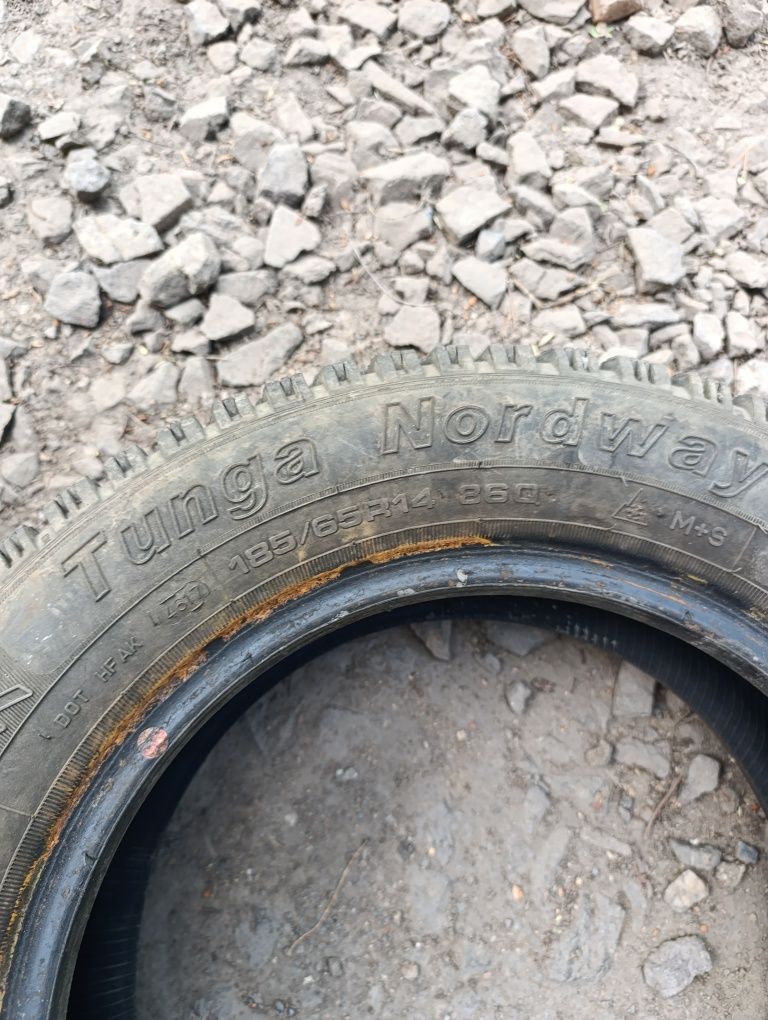 Tunga Nordway
185/65R14 86Q M+S
DOT HFAK